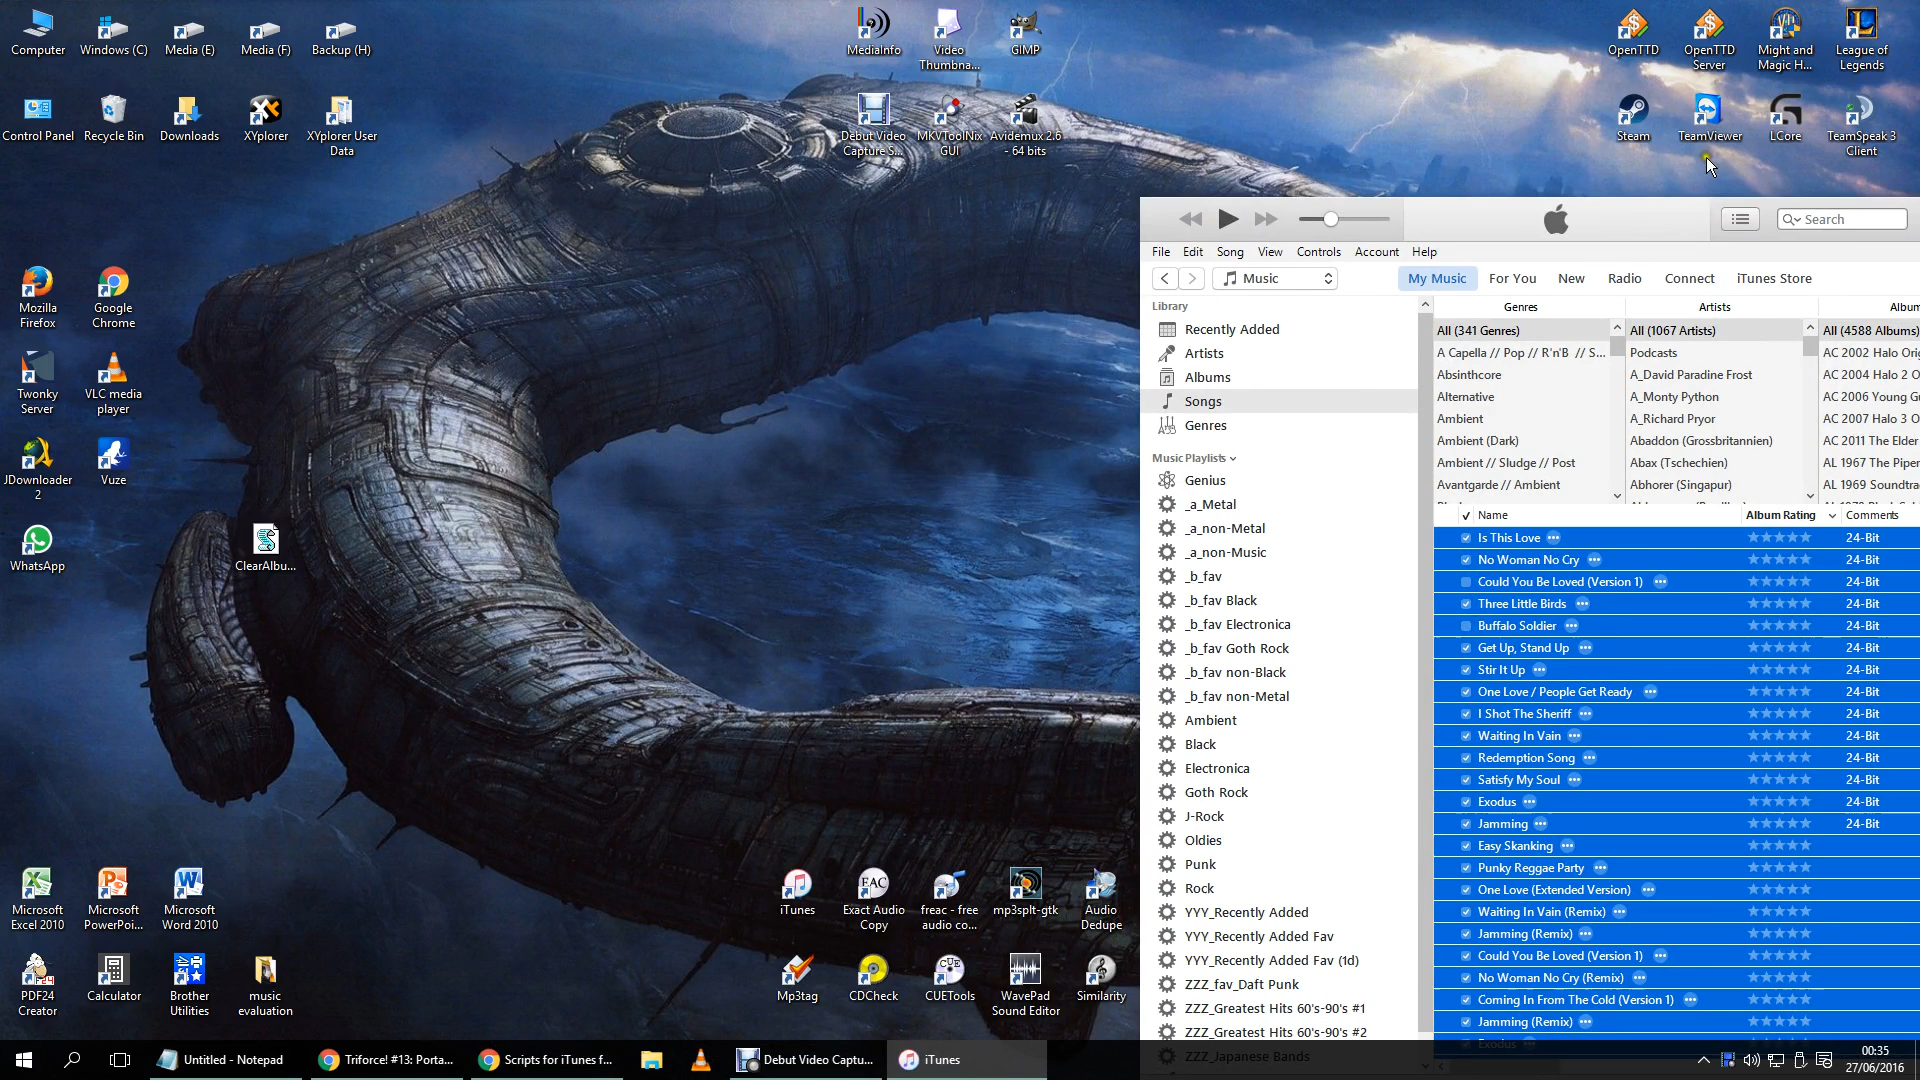 Computer
Windows (C)
Media (E)
Media (F)
Backup (H)
MediaInfo
Video
Thumbna...
GIMP
OpenTTD
OpenTTD
Server
Might and
Magic H...
League of
Legends
Control Panel
Recycle Bin
Downloads
XYplorer
XYplorer User
Data
Debut Video
Capture S...
MKVToolNix
GUI
Avidemux 2.6
- 64 bits
Steam
TeamViewer
LCore
TeamSpeak 3
Client
Mozilla
Firefox
Google
Chrome
Twonky
Server
VLC media
player
JDownloader
2
Vuze
WhatsApp
ClearAlbu...
Microsoft
Excel 2010
Microsoft
PowerPoi...
Microsoft
Word 2010
iTunes
EAC
Exact Audio
Copy
freac - free
audio co...
mp3splt-gtk
Audio
Dedupe
PDF24
Creator
Calculator
Brother
Utilities
music
evaluation
Mp3tag
CDCheck
CUE
CUETools
WavePad
Sound Editor
Similarity
Search
File Edit Song View Controls Account Help
Music
My Music For You New Radio Connect iTunes Store
Library
Recently Added
Artists
Albums
Songs
Genres
Music Playlists
Genius
_a_Metal
_a_non-Metal
_a_non-Music
_b_fav
_b_fav Black
_b_fav Electronica
_b_fav Goth Rock
_b_fav non-Black
_b_fav non-Metal
Ambient
Black
Electronica
Goth Rock
J-Rock
Oldies
Punk
Rock
YYY_Recently Added
YYY_Recently Added Fav
YYY_Recently Added Fav (1d)
ZZZ_fav_Daft Punk
ZZZ_Greatest Hits 60's-90's #1
ZZZ_Greatest Hits 60's-90's #2
ZZZ_Japanese Bands
Genres
All (341 Genres)
A Capella // Pop // R'n'B // S...
Absinthcore
Alternative
Ambient
Ambient (Dark)
Ambient // Sludge // Post
Avantgarde // Ambient
Artists
All (1067 Artists)
Podcasts
A_David Paradine Frost
A_Monty Python
A_Richard Pryor
Abaddon (Grossbritannien)
Abax (Tschechien)
Abhorer (Singapur)
Album
All (4588 Albums)
AC 2002 Halo Orig
AC 2004 Halo 2 O
AC 2006 Young Gu
AC 2007 Halo 3 O
AC 2011 The Elder
AL 1967 The Piper
AL 1969 Soundtra
Name Album Rating Comments
Is This Love 24-Bit
No Woman No Cry 24-Bit
Could You Be Loved (Version 1) 24-Bit
Three Little Birds 24-Bit
Buffalo Soldier 24-Bit
Get Up, Stand Up 24-Bit
Stir It Up 24-Bit
One Love / People Get Ready 24-Bit
I Shot The Sheriff 24-Bit
Waiting In Vain 24-Bit
Redemption Song 24-Bit
Satisfy My Soul 24-Bit
Exodus 24-Bit
Jamming 24-Bit
Easy Skanking
Punky Reggae Party
One Love (Extended Version)
Waiting In Vain (Remix)
Jamming (Remix)
Could You Be Loved (Version 1)
No Woman No Cry (Remix)
Coming In From The Cold (Version 1)
Jamming (Remix)
Exodus
Untitled - Notepad
Triforce! #13: Porta...
Scripts for iTunes f...
Debut Video Captu...
iTunes
00:35
27/06/2016